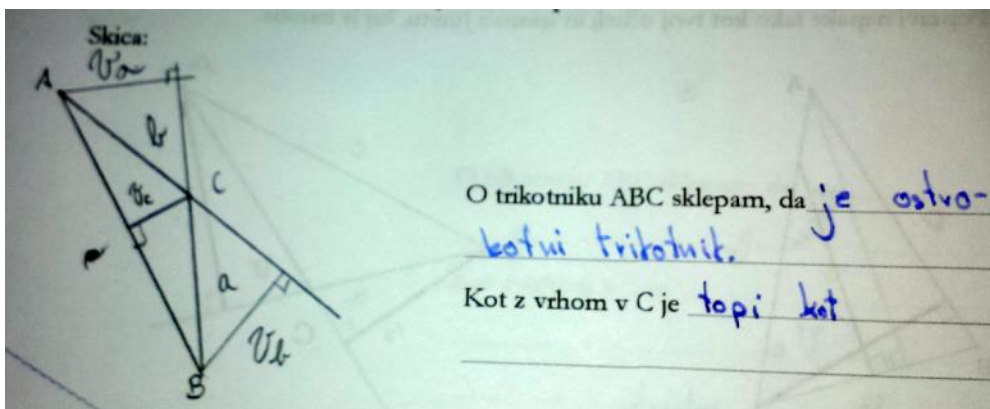 Skica:
Va
A
b
C
Vc
O trikotniku ABC sklepam, da je ostro-
kotni trikotnik.
a
Kot z vrhom v C je topi kot
Vb
B